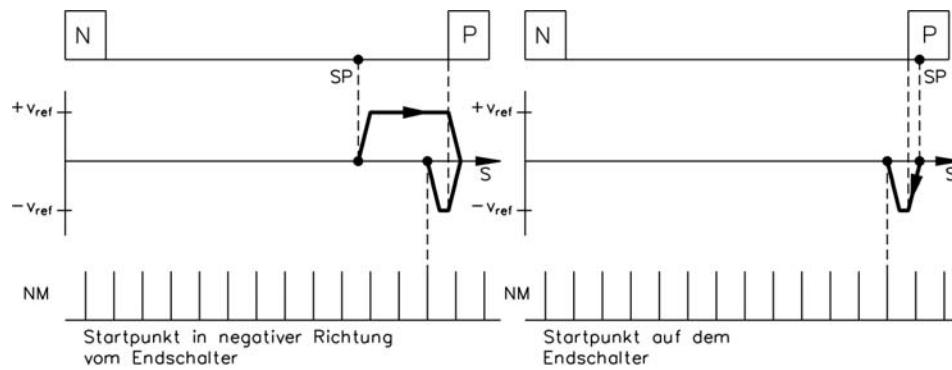 N
P
SP
+ vref
S
− vref
NM
Startpunkt in negativer Richtung
vom Endschalter
N
P
SP
+ vref
S
− vref
NM
Startpunkt auf dem
Endschalter